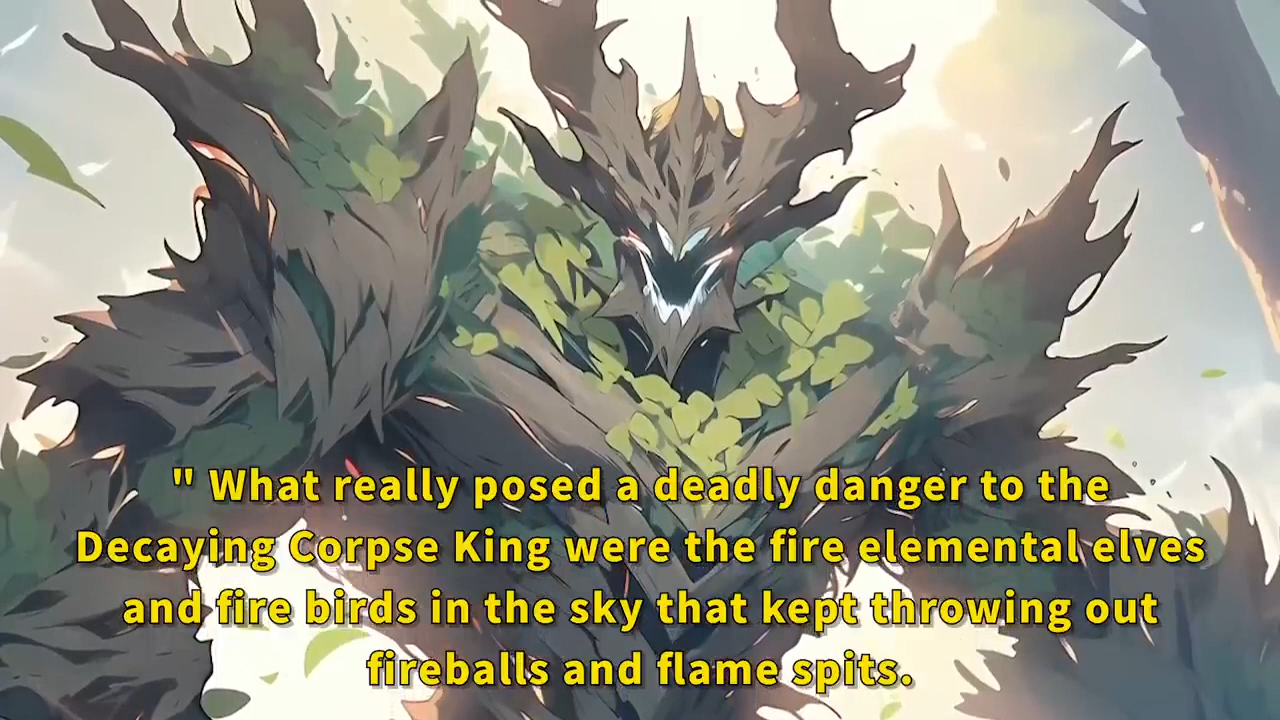 " What really posed a deadly danger to the
Decaying Corpse King were the fire elemental elves
and fire birds in the sky that kept throwing out
fireballs and flame spits.